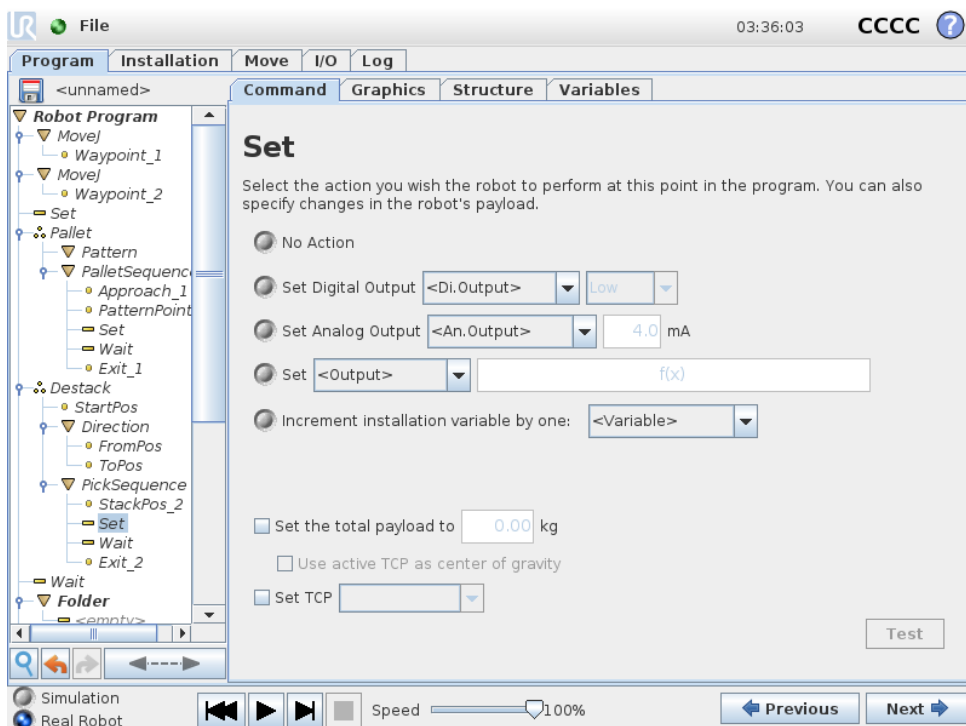 UR File 03:36:03 CCCC ?
Program Installation Move I/O Log
<unnamed> Command Graphics Structure Variables
Robot Program
MoveJ
Waypoint_1
MoveJ
Waypoint_2
Set
Pallet
Pattern
PalletSequenc
Approach_1
PatternPoint
Set
Wait
Exit_1
Destack
StartPos
Direction
FromPos
ToPos
PickSequence
StackPos_2
Set
Wait
Exit_2
Wait
Folder
<empty>
Set
Select the action you wish the robot to perform at this point in the program. You can also
specify changes in the robot's payload.
No Action
Set Digital Output <Di.Output> Low
Set Analog Output <An.Output> 4.0 mA
Set <Output> f(x)
Increment installation variable by one: <Variable>
Set the total payload to 0.00 kg
Use active TCP as center of gravity
Set TCP
Test
Simulation
Real Robot
Speed 100%
Previous Next